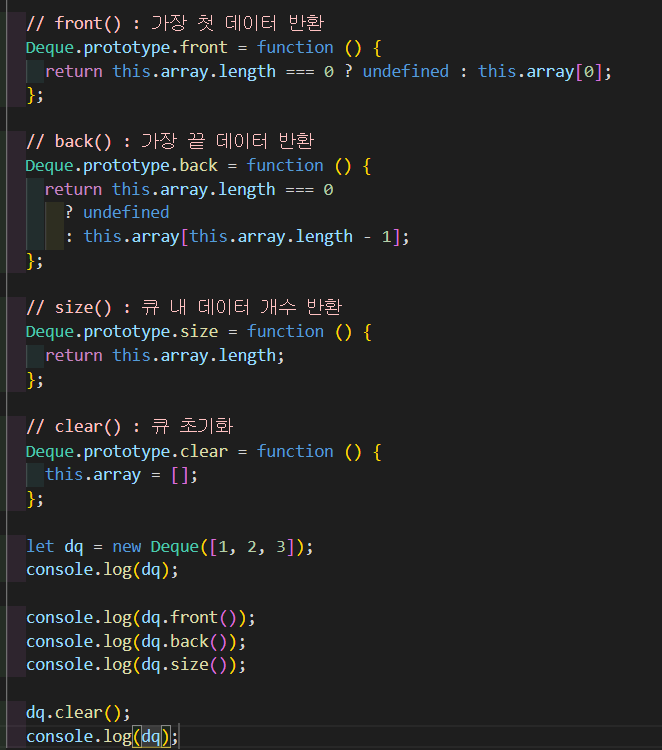 // front() : 가장 첫 데이터 반환
Deque.prototype.front = function () {
return this.array.length === 0 ? undefined : this.array[0];
};
// back() : 가장 끝 데이터 반환
Deque.prototype.back = function () {
return this.array.length === 0
? undefined
: this.array[this.array.length - 1];
};
// size() : 큐 내 데이터 개수 반환
Deque.prototype.size = function () {
return this.array.length;
};
// clear() : 큐 초기화
Deque.prototype.clear = function () {
this.array = [];
};
let dq = new Deque([1, 2, 3]);
console.log(dq);
console.log(dq.front());
console.log(dq.back());
console.log(dq.size());
dq.clear();
console.log(dq);